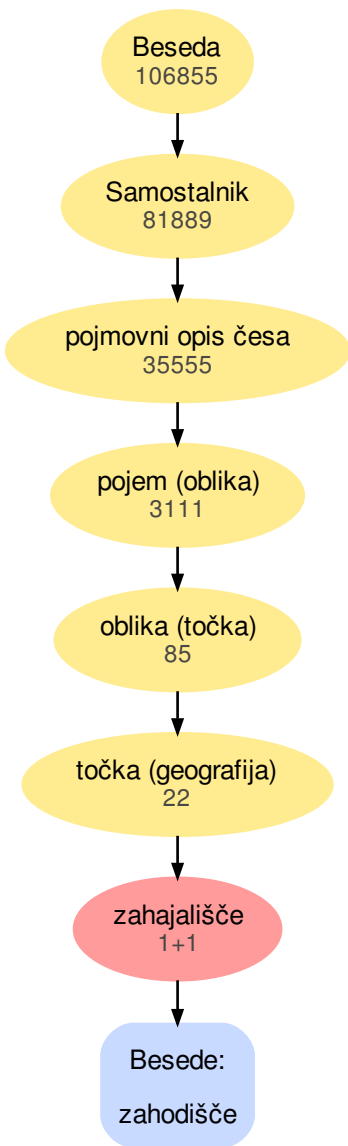 Beseda
106855
Samostalnik
81889
pojmovni opis česa
35555
pojem (oblika)
3111
oblika (točka)
85
točka (geografija)
22
zahajališče
1+1
Besede:
zahodišče